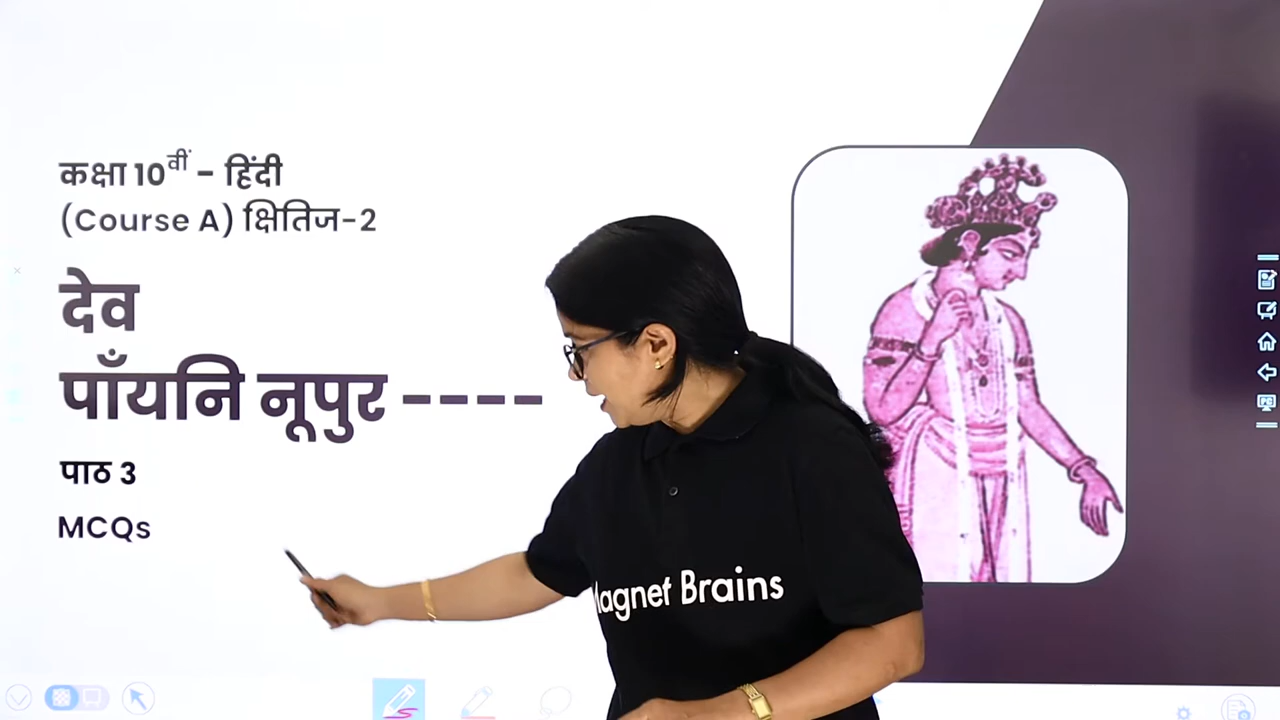 कक्षा 10वीं - हिंदी
(Course A) क्षितिज-2
देव
पाँयनि नूपुर ----
पाठ 3
MCQs
Magnet Brains